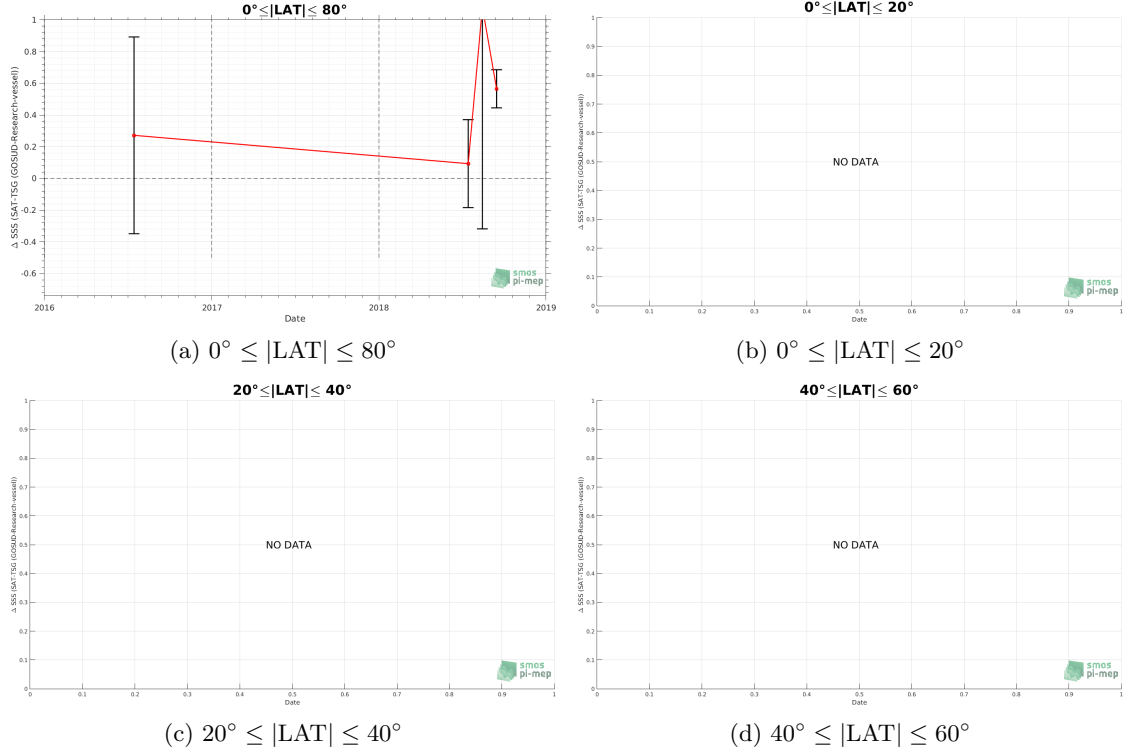 0°≤|LAT|≤ 80°
Δ SSS (SAT-TSG (GOSUD-Research-vessel))
1
0.8
0.6
0.4
0.2
0
-0.2
-0.4
-0.6
2016 2017 2018 2019
Date
smos
pi-mep
(a) 0° ≤ |LAT| ≤ 80°
0°≤|LAT|≤ 20°
Δ SSS (SAT-TSG (GOSUD-Research-vessel))
1
0.9
0.8
0.7
0.6
0.5
0.4
0.3
0.2
0.1
0
NO DATA
0 0.1 0.2 0.3 0.4 0.5 0.6 0.7 0.8 0.9 1
Date
smos
pi-mep
(b) 0° ≤ |LAT| ≤ 20°
20°≤|LAT|≤ 40°
Δ SSS (SAT-TSG (GOSUD-Research-vessel))
1
0.9
0.8
0.7
0.6
0.5
0.4
0.3
0.2
0.1
0
NO DATA
0 0.1 0.2 0.3 0.4 0.5 0.6 0.7 0.8 0.9 1
Date
smos
pi-mep
(c) 20° ≤ |LAT| ≤ 40°
40°≤|LAT|≤ 60°
Δ SSS (SAT-TSG (GOSUD-Research-vessel))
1
0.9
0.8
0.7
0.6
0.5
0.4
0.3
0.2
0.1
0
NO DATA
0 0.1 0.2 0.3 0.4 0.5 0.6 0.7 0.8 0.9 1
Date
smos
pi-mep
(d) 40° ≤ |LAT| ≤ 60°